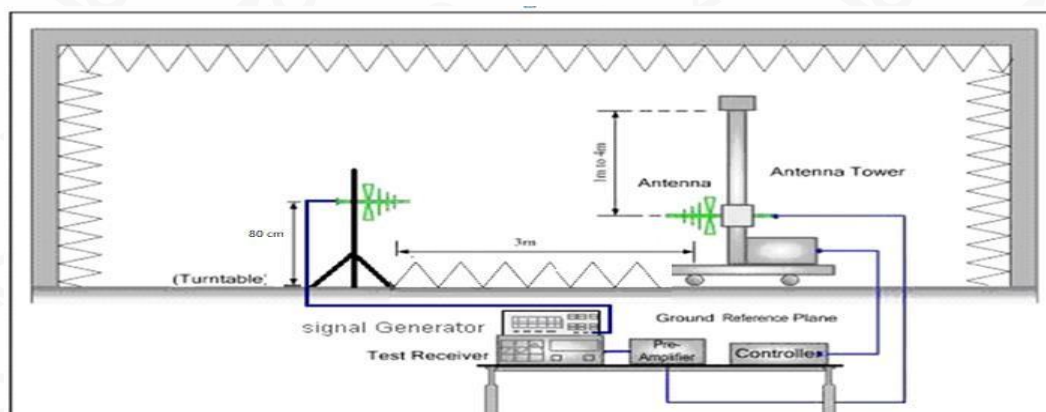 1m to 4m
Antenna
Antenna Tower
80 cm
3m
(Turntable)
signal Generator
Ground Reference Plane
Test Receiver
Pre-
Amplifier
Controlle